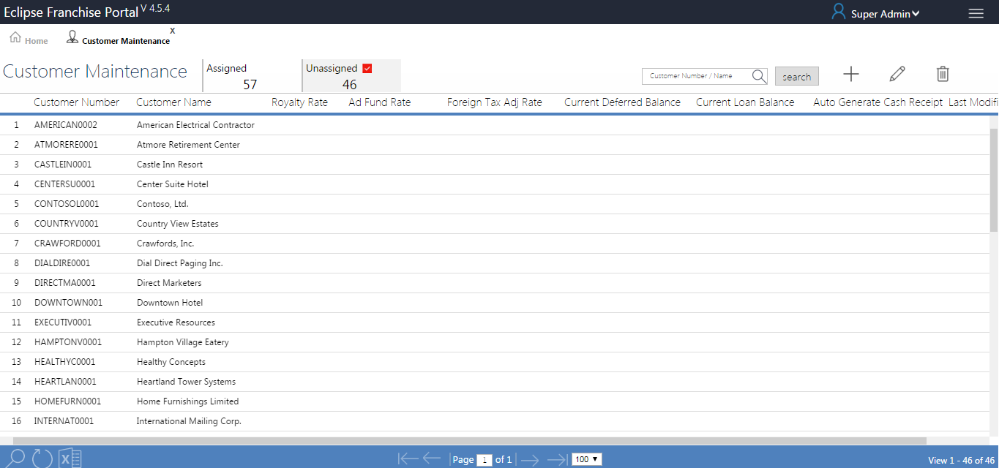 Eclipse Franchise Portal V 4.5.4
Super Admin
Home
Customer Maintenance
X
Customer Maintenance
Assigned
57
Unassigned
46
Customer Number / Name
search
Customer Number Customer Name Royalty Rate Ad Fund Rate Foreign Tax Adj Rate Current Deferred Balance Current Loan Balance Auto Generate Cash Receipt Last Modifi
1 AMERICAN0002 American Electrical Contractor
2 ATMORERE0001 Atmore Retirement Center
3 CASTLEIN0001 Castle Inn Resort
4 CENTERSU0001 Center Suite Hotel
5 CONTOSOL0001 Contoso, Ltd.
6 COUNTRYV0001 Country View Estates
7 CRAWFORD0001 Crawfords, Inc.
8 DIALDIRE0001 Dial Direct Paging Inc.
9 DIRECTMA0001 Direct Marketers
10 DOWNTOWN001 Downtown Hotel
11 EXECUTIV0001 Executive Resources
12 HAMPTONV0001 Hampton Village Eatery
13 HEALTHYC0001 Healthy Concepts
14 HEARTLAN0001 Heartland Tower Systems
15 HOMEFURN0001 Home Furnishings Limited
16 INTERNAT0001 International Mailing Corp.
Page 1 of 1
100
View 1 - 46 of 46